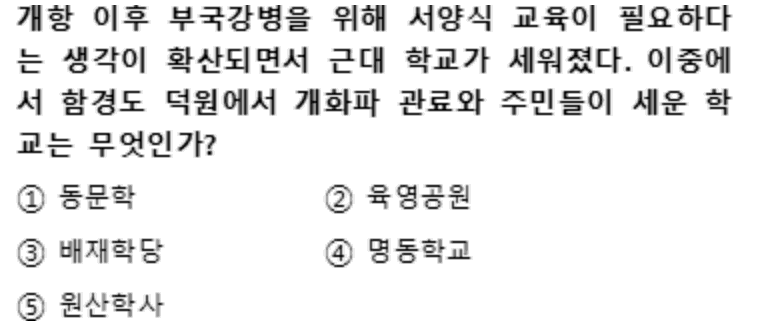 개항 이후 부국강병을 위해 서양식 교육이 필요하다
는 생각이 확산되면서 근대 학교가 세워졌다. 이중에
서 함경도 덕원에서 개화파 관료와 주민들이 세운 학
교는 무엇인가?
① 동문학 ② 육영공원
③ 배재학당 ④ 명동학교
⑤ 원산학사